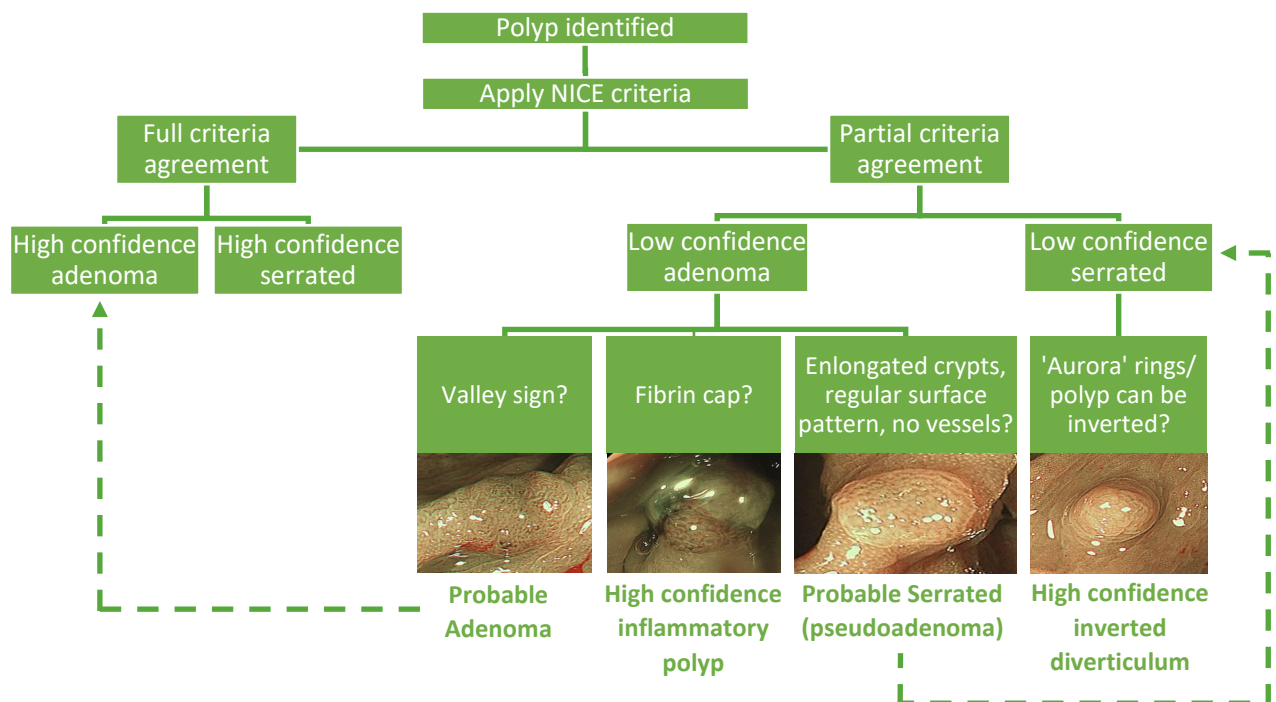 Polyp identified
Apply NICE criteria
Full criteria
agreement
Partial criteria
agreement
High confidence
adenoma
High confidence
serrated
Low confidence
adenoma
Low confidence
serrated
Valley sign?
Fibrin cap?
Enlongated crypts,
regular surface
pattern, no vessels?
'Aurora' rings/
polyp can be
inverted?
Probable
Adenoma
High confidence
inflammatory
polyp
Probable Serrated
(pseudoadenoma)
High confidence
inverted
diverticulum